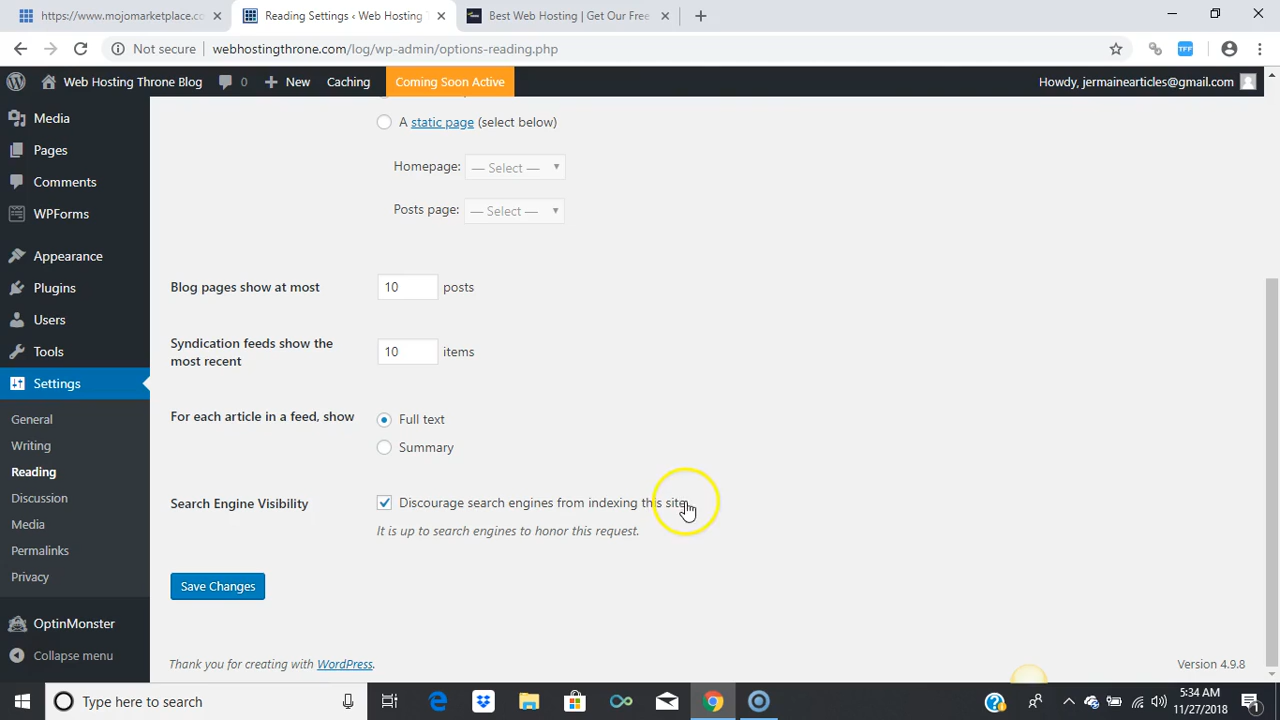 https://www.mojomarketplace.c
Reading Settings ‹ Web Hosting T
Best Web Hosting | Get Our Free
Not secure
webhostingthrone.com/log/wp-admin/options-reading.php
TFF
Web Hosting Throne Blog
0
New
Caching
Coming Soon Active
Howdy, jermainearticles@gmail.com
Media
Pages
Comments
WPForms
Appearance
Plugins
Users
Tools
Settings
General
Writing
Reading
Discussion
Media
Permalinks
Privacy
OptinMonster
Collapse menu
A static page (select below)
Homepage: — Select —
Posts page: — Select —
Blog pages show at most 10 posts
Syndication feeds show the
most recent
10 items
For each article in a feed, show
Full text
Summary
Search Engine Visibility
Discourage search engines from indexing this site
It is up to search engines to honor this request.
Save Changes
Thank you for creating with WordPress.
Version 4.9.8
Type here to search
5:34 AM
11/27/2018
1